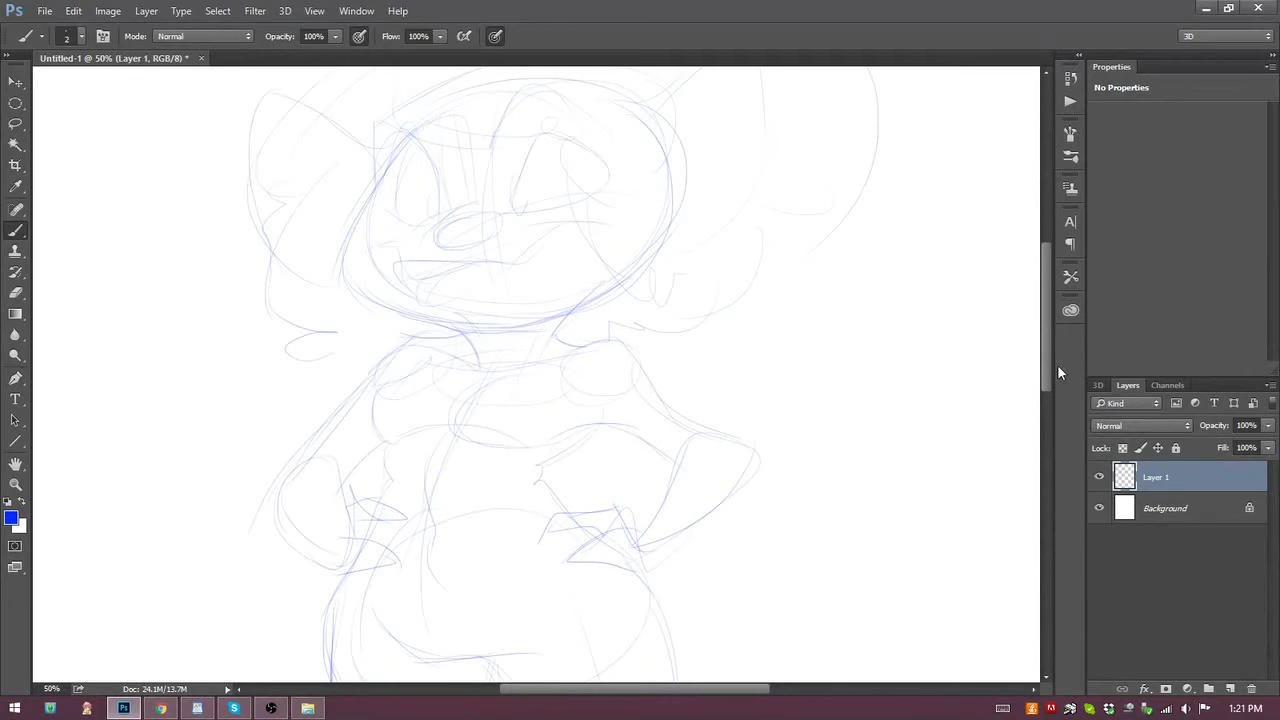 Ps File Edit Image Layer Type Select Filter 3D View Window Help
2 Mode: Normal Opacity: 100% Flow: 100% 3D
Untitled-1 @ 50% (Layer 1, RGB/8) * ×
Properties
No Properties
3D Layers Channels
Kind
Normal Opacity: 100%
Lock: Fill: 100%
Layer 1
Background
50% Doc: 24.1M/13.7M
1:21 PM